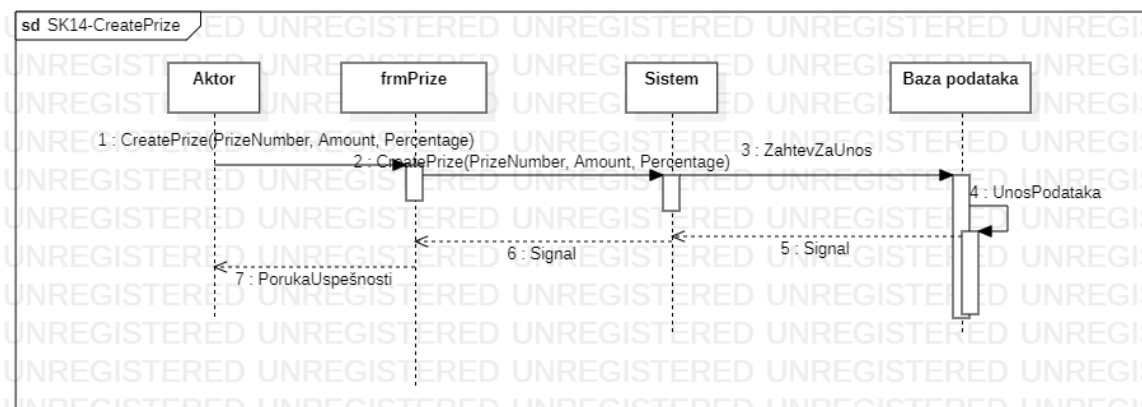 sd SK14-CreatePrize
Aktor
frmPrize
Sistem
Baza podataka
1 : CreatePrize(PrizeNumber, Amount, Percentage)
2 : CreatePrize(PrizeNumber, Amount, Percentage)
3 : ZahtevZaUnos
4 : UnosPodataka
5 : Signal
6 : Signal
7 : PorukaUspešnosti
UNREGISTERED